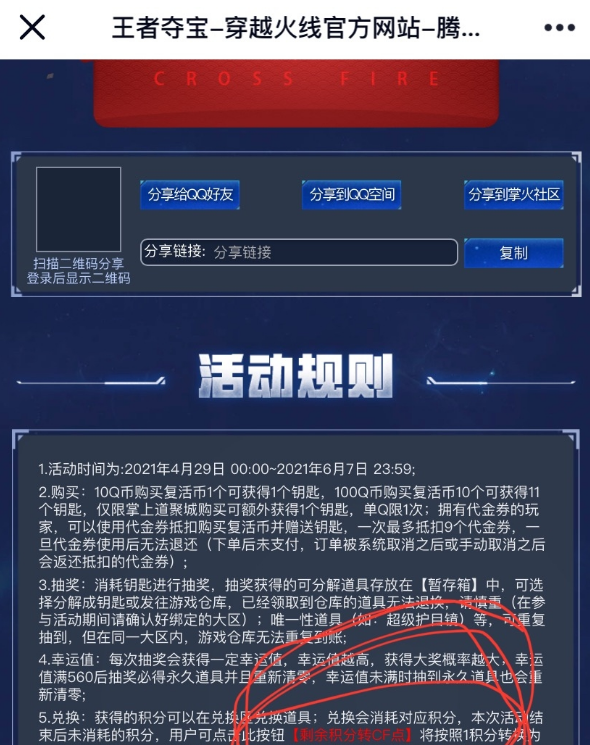 王者夺宝-穿越火线官方网站-腾...
CROSS FIRE
分享给QQ好友
分享到QQ空间
分享到掌火社区
分享链接: 分享链接
复制
扫描二维码分享
登录后显示二维码
活动规则
1.活动时间为:2021年4月29日 00:00~2021年6月7日 23:59;
2.购买：10Q币购买复活币1个可获得1个钥匙，100Q币购买复活币10个可获得11
个钥匙，仅限掌上道聚城购买可额外获得1个钥匙，单Q限1次；拥有代金券的玩
家，可以使用代金券抵扣购买复活币并赠送钥匙，一次最多抵扣9个代金券，一
旦代金券使用后无法退还（下单后未支付，订单被系统取消之后或手动取消之后
会返还抵扣的代金券）;
3.抽奖：消耗钥匙进行抽奖，抽奖获得的可分解道具存放在【暂存箱】中，可选
择分解成钥匙或发往游戏仓库，已经领取到仓库的道具无法退换，请慎重（在参
与活动期间请确认好绑定的大区）；唯一性道具（如：超级护目镜）等，可重复
抽到，但在同一大区内，游戏仓库无法重复到账;
4.幸运值：每次抽奖会获得一定幸运值，幸运值越高，获得大奖概率越大，幸运
值满560后抽奖必得永久道具并且重新清零，幸运值未满时抽到永久道具也会重
新清零;
5.兑换：获得的积分可以在兑换区兑换道具；兑换会消耗对应积分，本次活动结
束后未消耗的积分，用户可点击此按钮【剩余积分转CF点】将按照1积分转换为